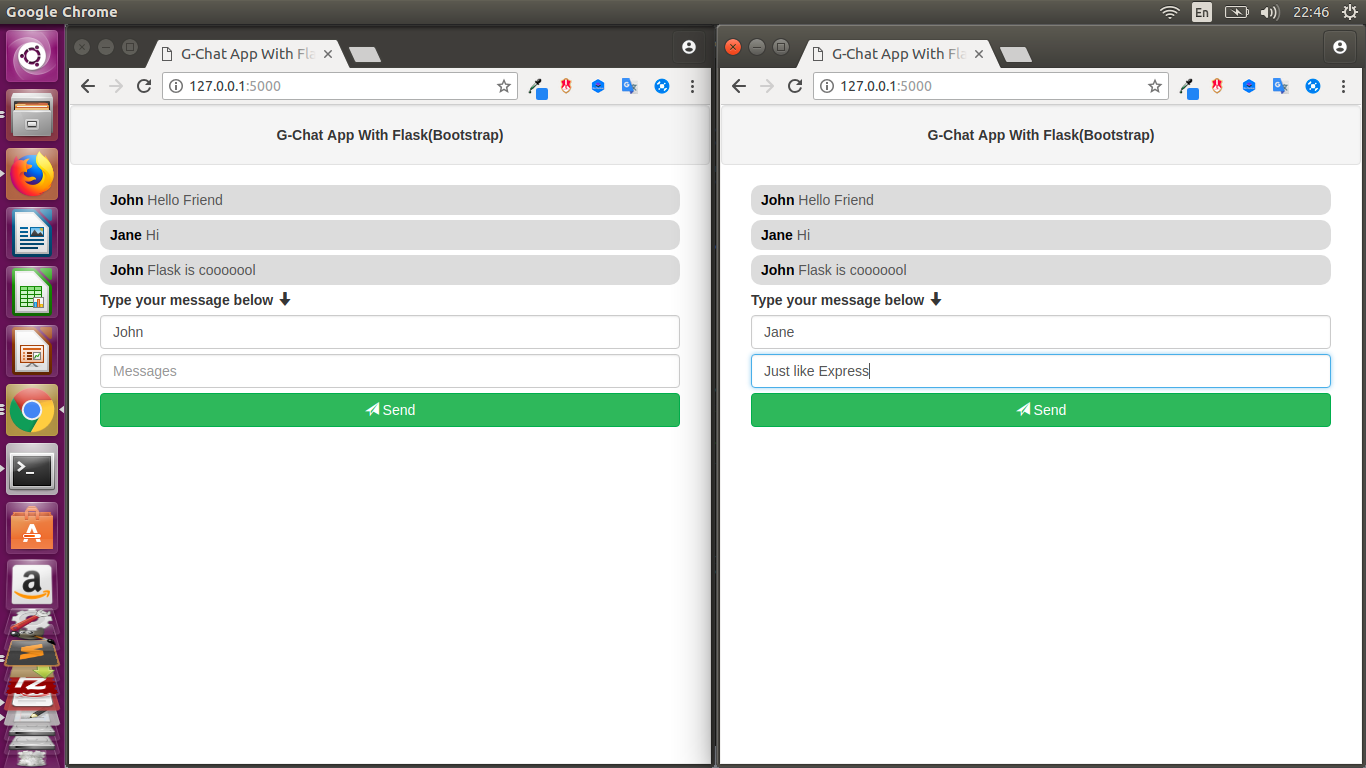 Google Chrome
En
22:46
G-Chat App With Fla
127.0.0.1:5000
G-Chat App With Flask(Bootstrap)
John Hello Friend
Jane Hi
John Flask is cooooool
Type your message below
John
Messages
Send
G-Chat App With Fla
127.0.0.1:5000
G-Chat App With Flask(Bootstrap)
John Hello Friend
Jane Hi
John Flask is cooooool
Type your message below
Jane
Just like Express
Send